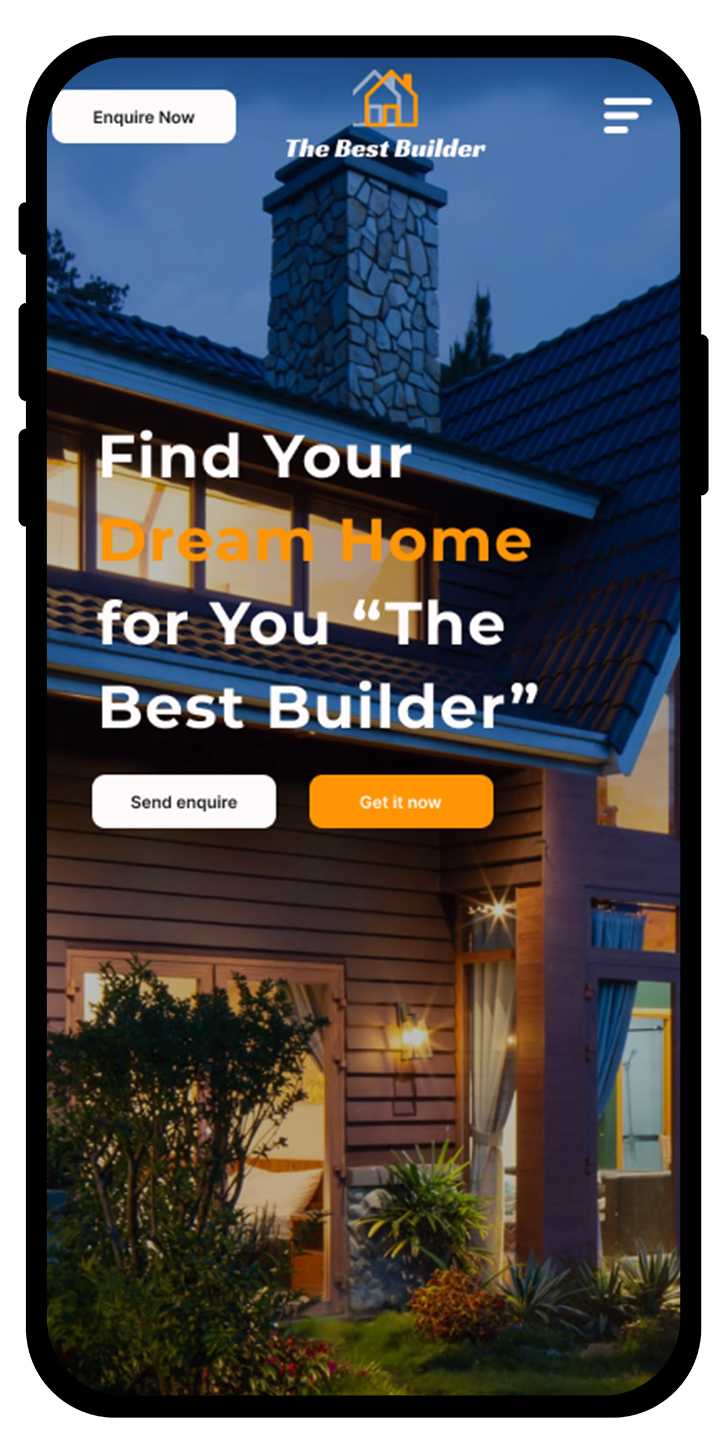 Enquire Now
The Best Builder
Find Your
Dream Home
for You “The
Best Builder”
Send enquire
Get it now